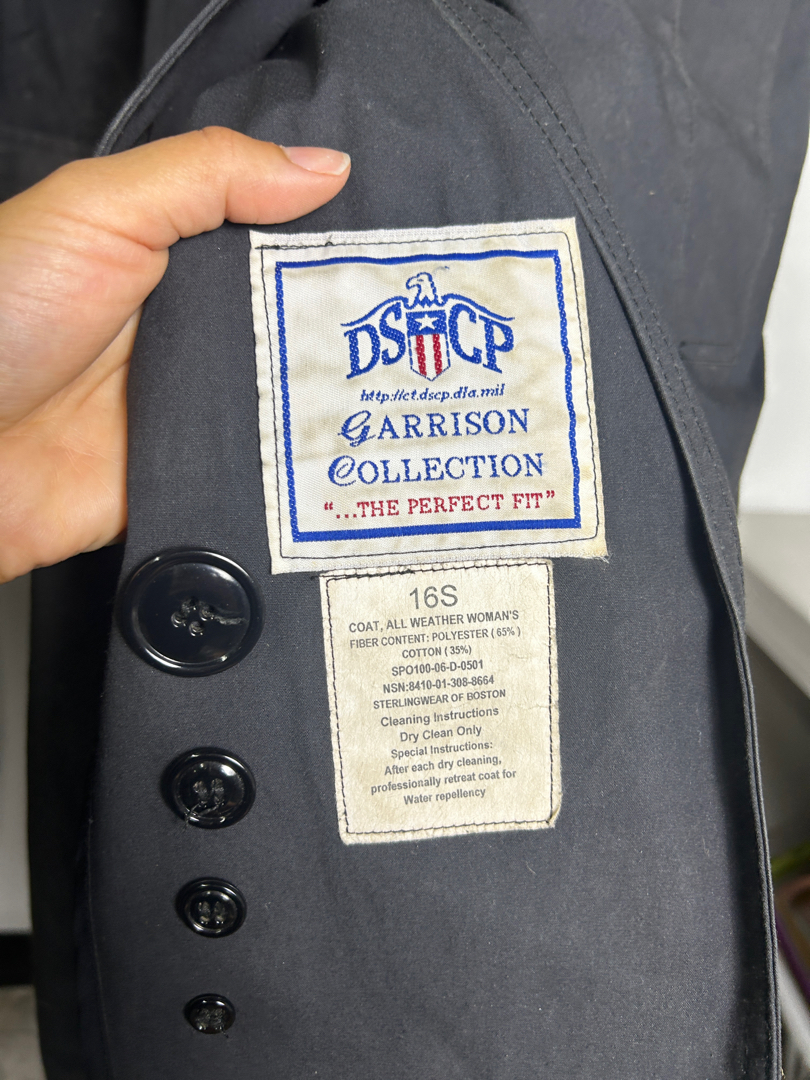 DSCP
http://ct.dscp.dla.mil
GARRISON
COLLECTION
“...THE PERFECT FIT”
16S
COAT, ALL WEATHER WOMAN'S
FIBER CONTENT: POLYESTER ( 65% )
COTTON ( 35%)
SPO100-06-D-0501
NSN:8410-01-308-8664
STERLINGWEAR OF BOSTON
Cleaning Instructions
Dry Clean Only
Special Instructions:
After each dry cleaning,
professionally retreat coat for
Water repellency